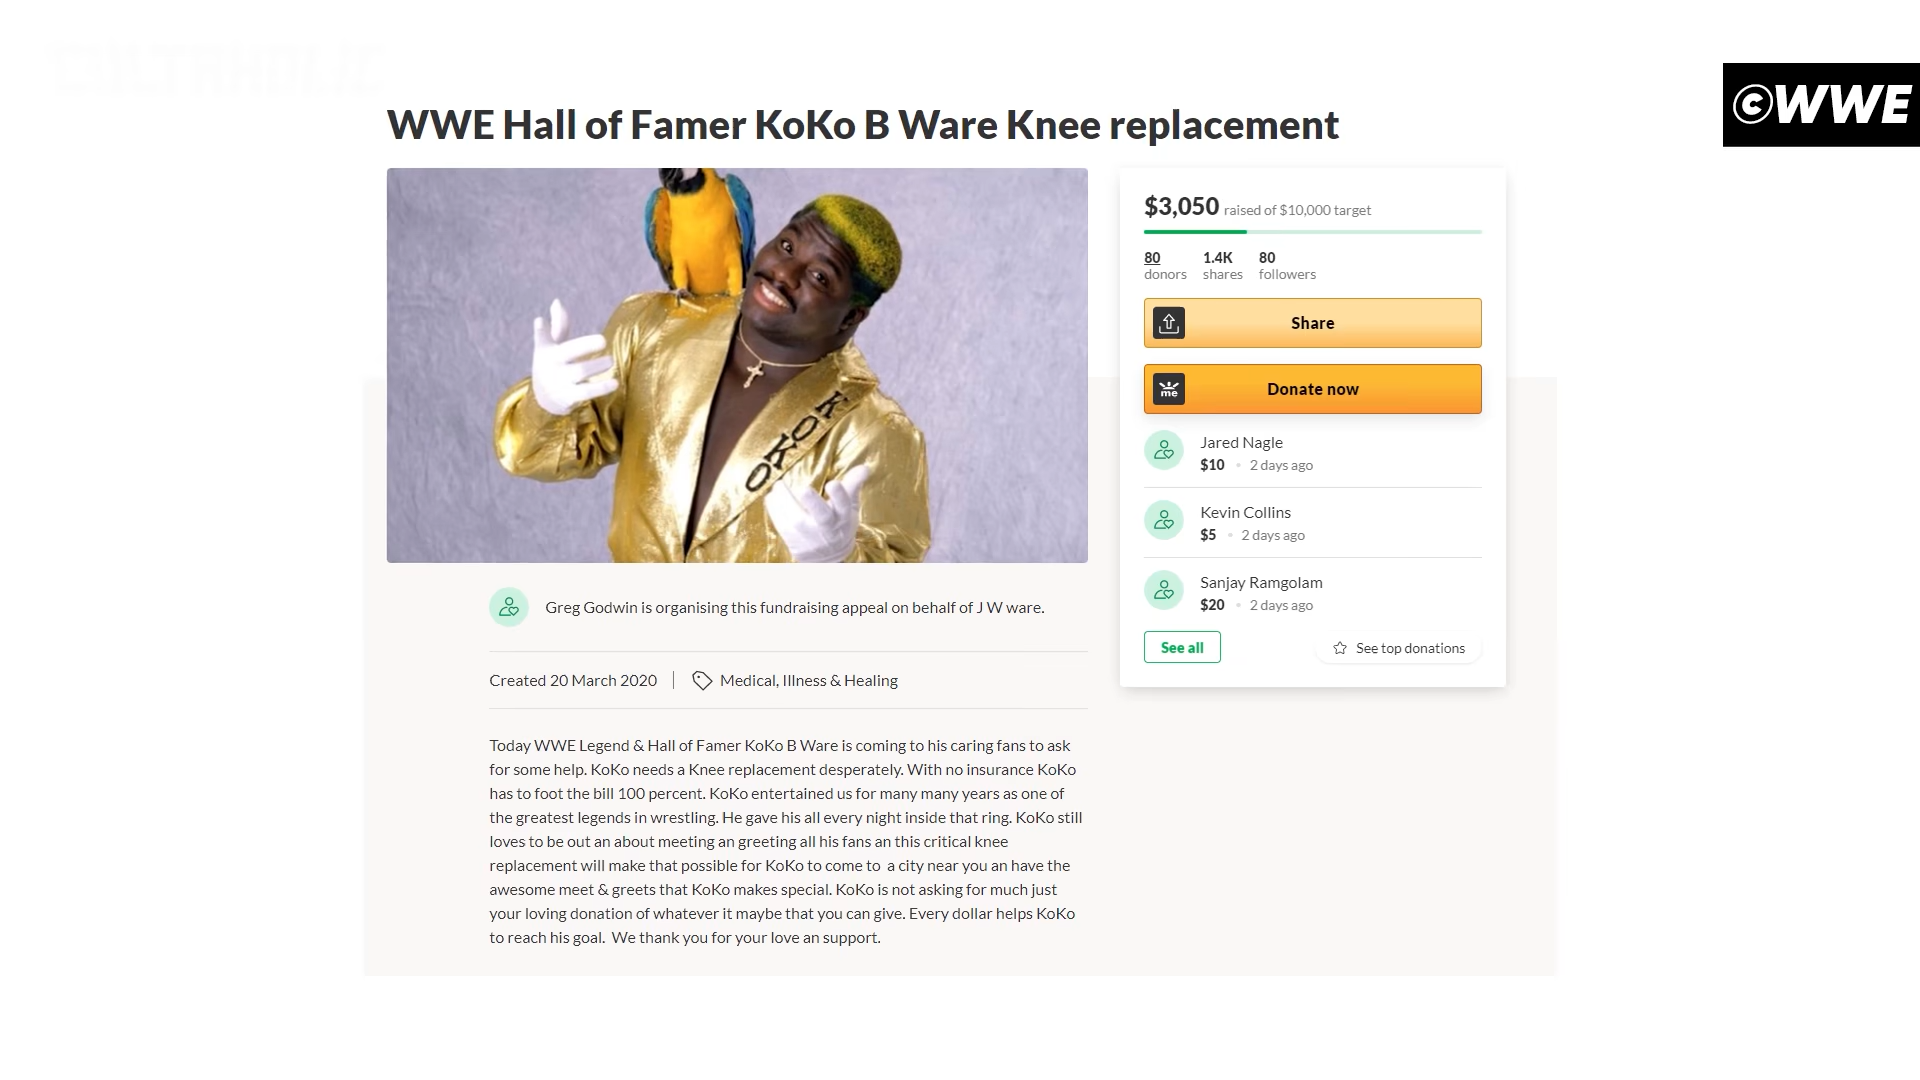 ©WWE
WWE Hall of Famer KoKo B Ware Knee replacement
KOKO
$3,050 raised of $10,000 target
80 1.4K 80
donors shares followers
Share
me Donate now
Jared Nagle
$10 • 2 days ago
Kevin Collins
$5 • 2 days ago
Sanjay Ramgolam
$20 • 2 days ago
See all See top donations
Greg Godwin is organising this fundraising appeal on behalf of J W ware.
Created 20 March 2020 | Medical, Illness & Healing
Today WWE Legend & Hall of Famer KoKo B Ware is coming to his caring fans to ask
for some help. KoKo needs a Knee replacement desperately. With no insurance KoKo
has to foot the bill 100 percent. KoKo entertained us for many many years as one of
the greatest legends in wrestling. He gave his all every night inside that ring. KoKo still
loves to be out an about meeting an greeting all his fans an this critical knee
replacement will make that possible for KoKo to come to  a city near you an have the
awesome meet & greets that KoKo makes special. KoKo is not asking for much just
your loving donation of whatever it maybe that you can give. Every dollar helps KoKo
to reach his goal.  We thank you for your love an support.